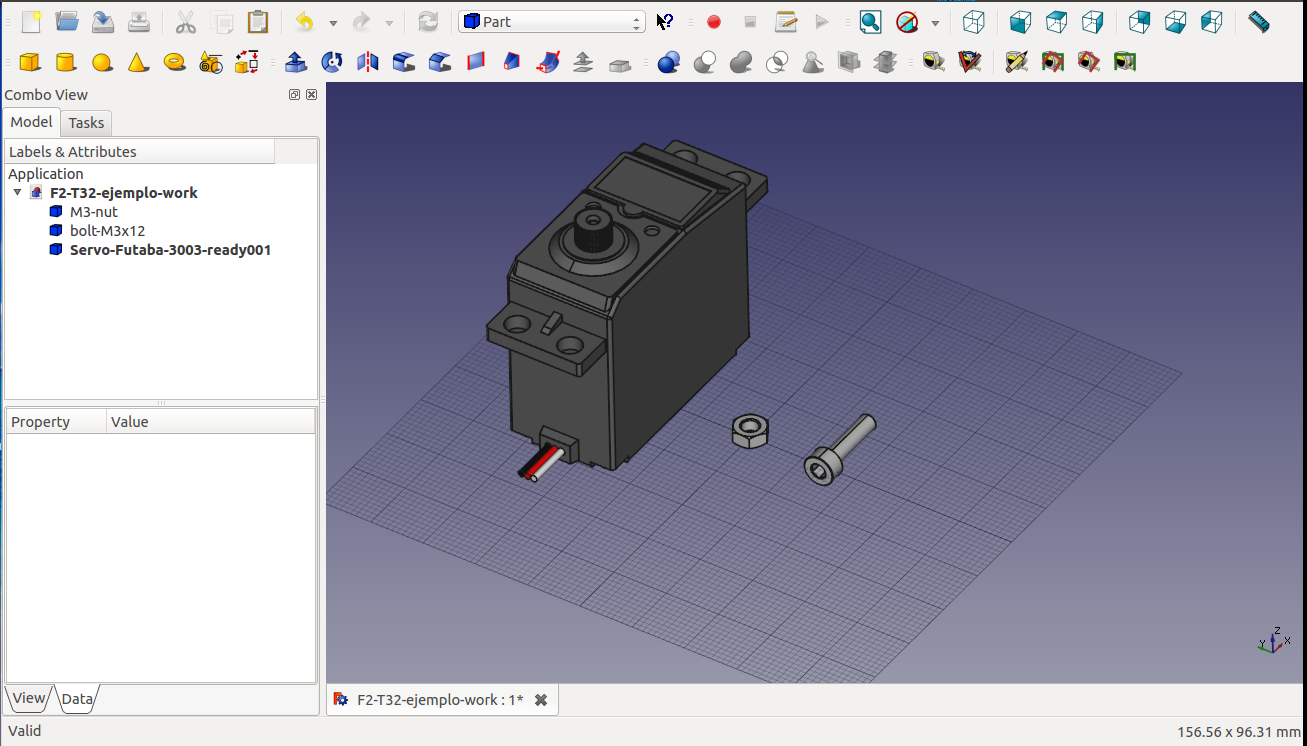 Part
Combo View
Model
Tasks
Labels & Attributes
Application
F2-T32-ejemplo-work
M3-nut
bolt-M3x12
Servo-Futaba-3003-ready001
Property
Value
View
Data
F2-T32-ejemplo-work : 1*
Z
Y
X
Valid
156.56 x 96.31 mm